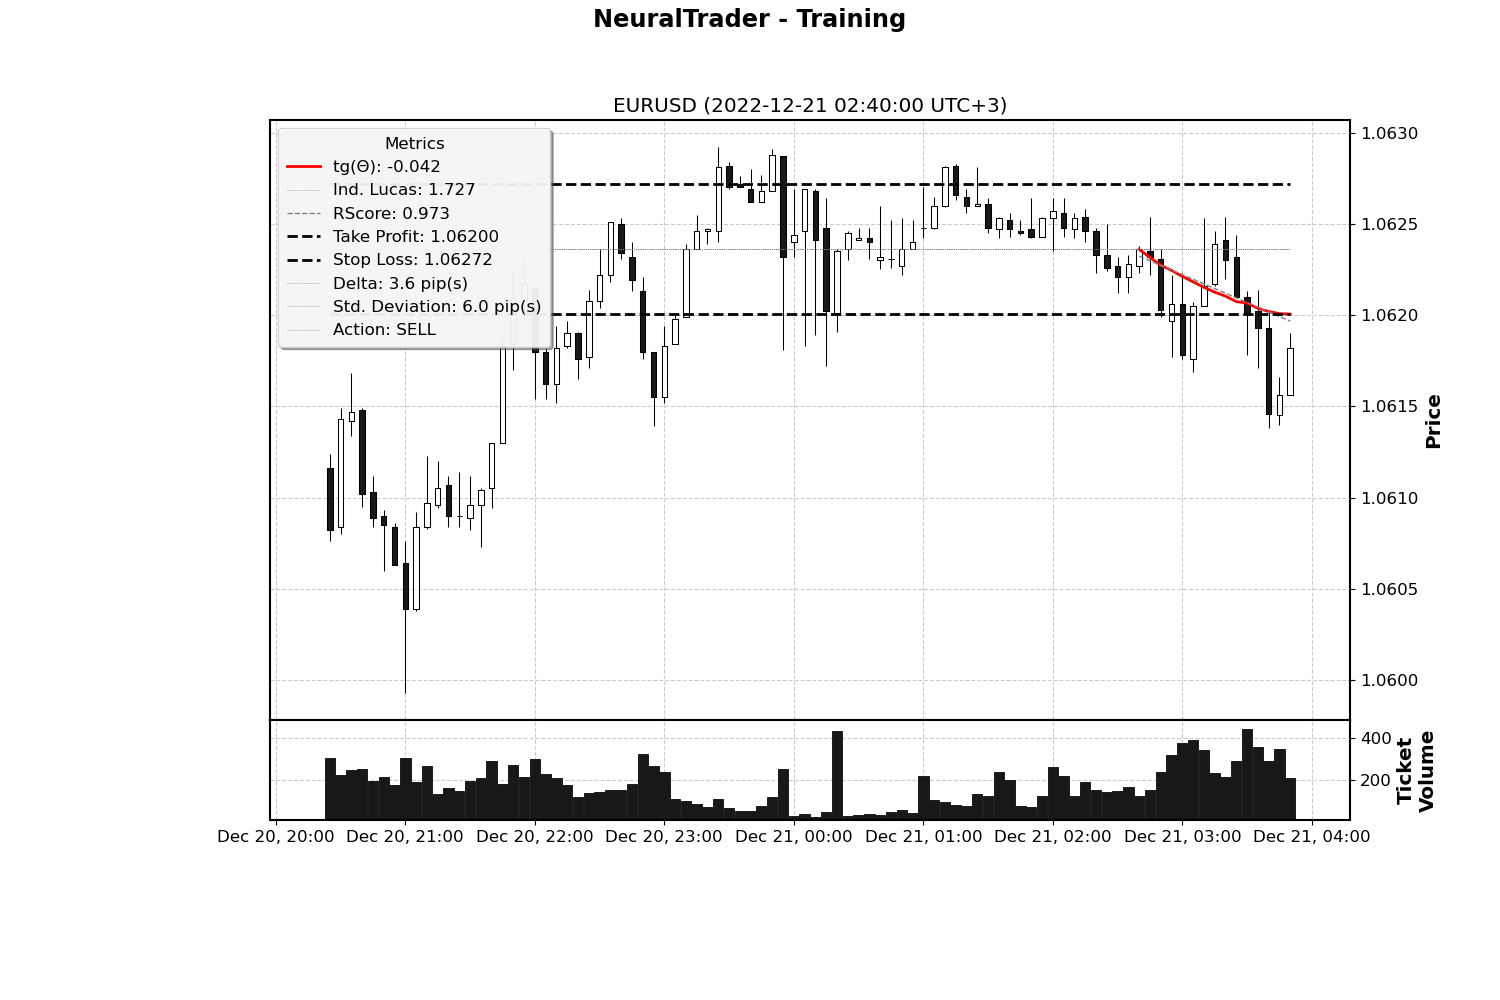 NeuralTrader - Training
EURUSD (2022-12-21 02:40:00 UTC+3)
Metrics
tg(Θ): -0.042
Ind. Lucas: 1.727
RScore: 0.973
Take Profit: 1.06200
Stop Loss: 1.06272
Delta: 3.6 pip(s)
Std. Deviation: 6.0 pip(s)
Action: SELL
1.0630
1.0625
1.0620
1.0615
1.0610
1.0605
1.0600
Price
400
200
Ticket
Volume
Dec 20, 20:00
Dec 20, 21:00
Dec 20, 22:00
Dec 20, 23:00
Dec 21, 00:00
Dec 21, 01:00
Dec 21, 02:00
Dec 21, 03:00
Dec 21, 04:00